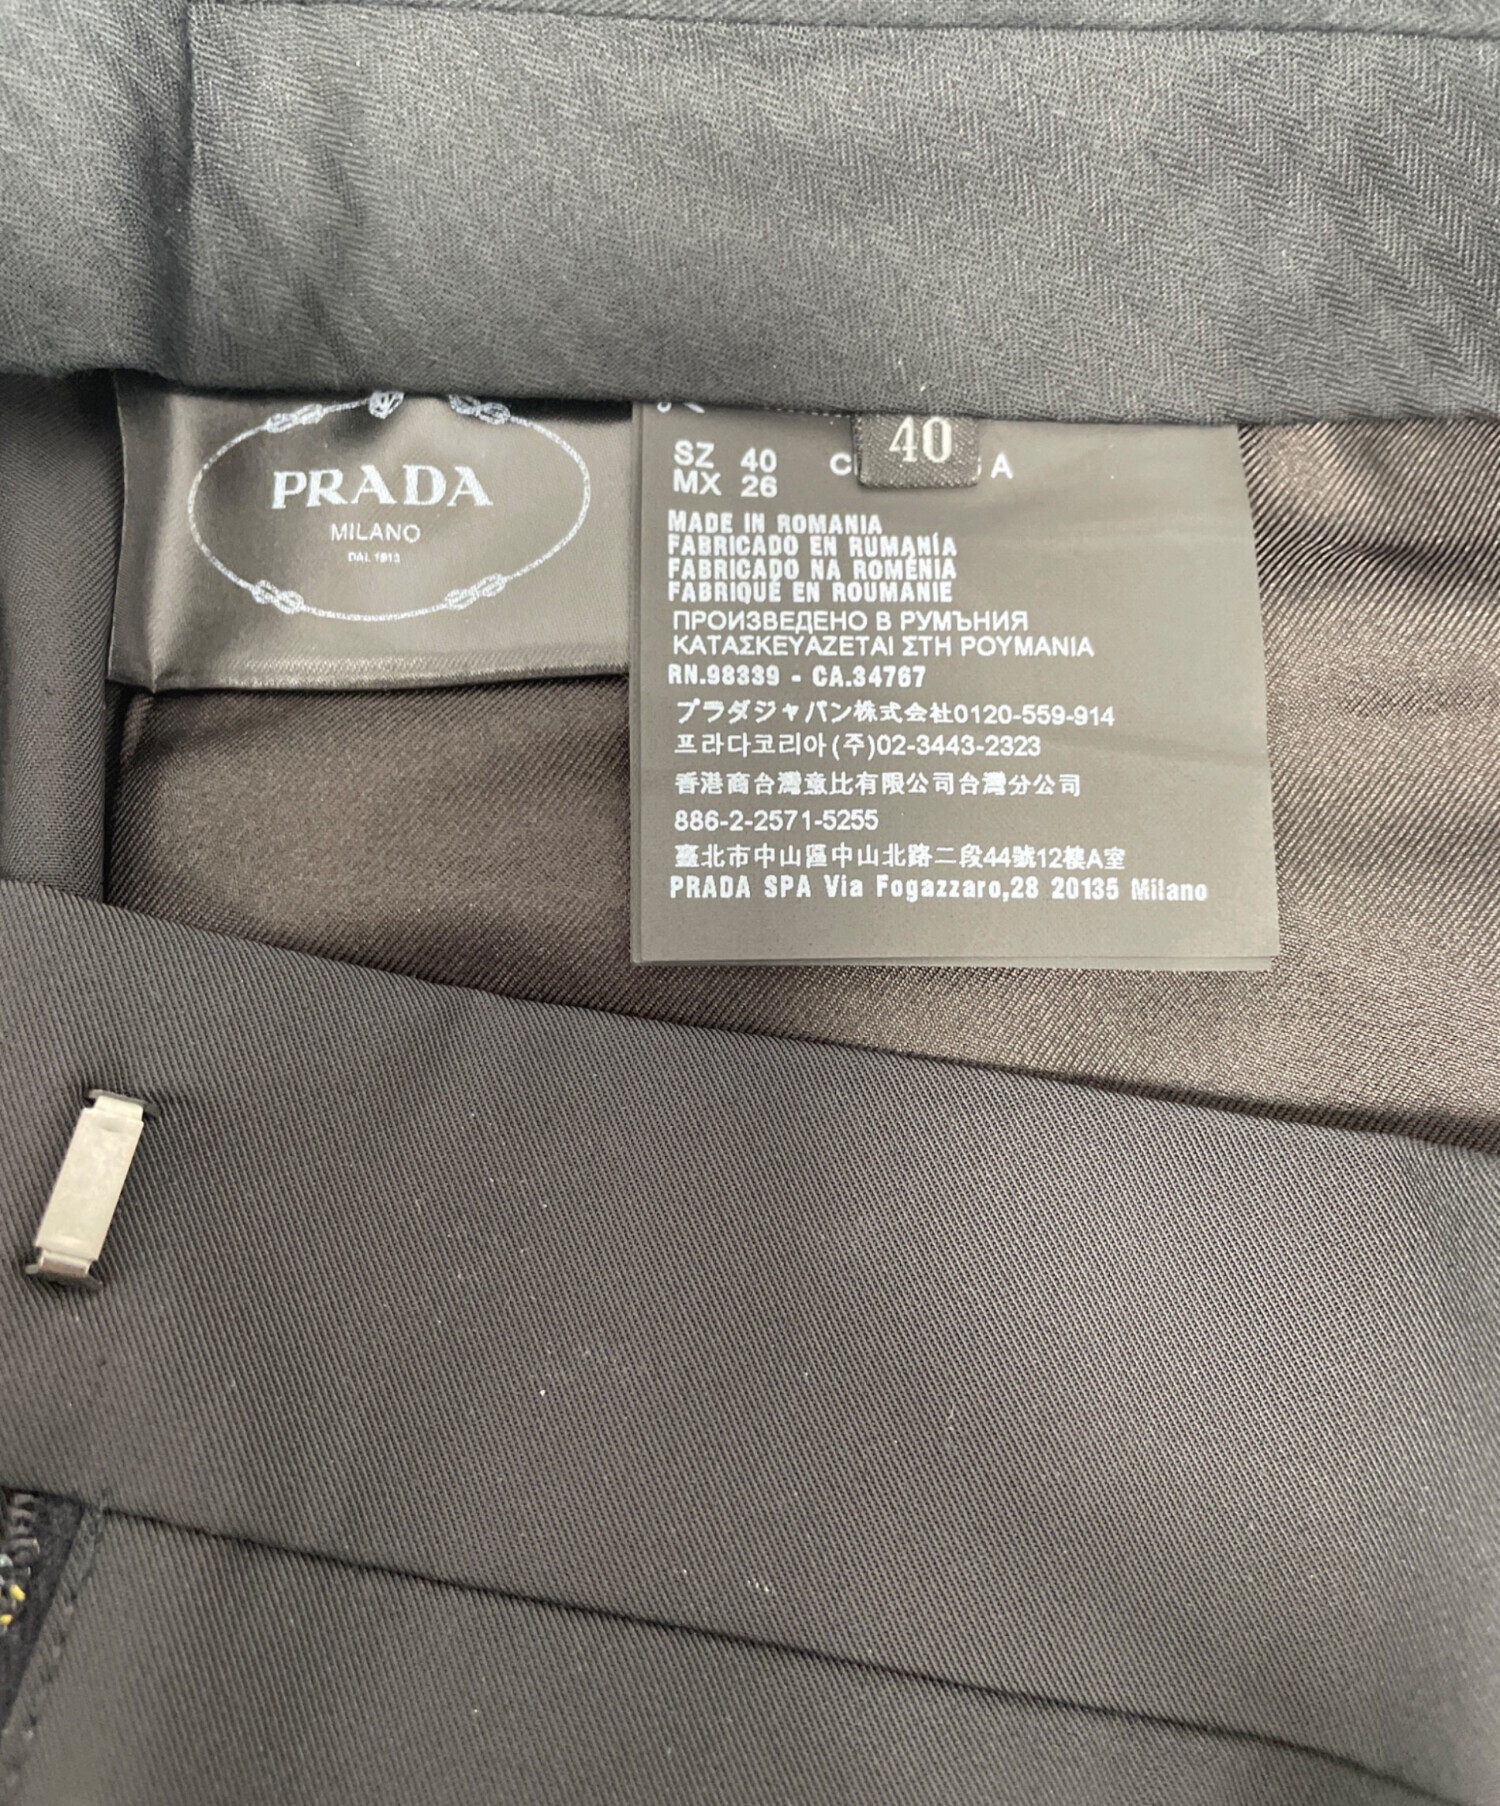 PRADA
MILANO
DAL 1913
40
SZ 40
MX 26
A
MADE IN ROMANIA
FABRICADO EN RUMANÍA
FABRICADO NA ROMÉNIA
FABRIQUÉ EN ROUMANIE
ПРОИЗВЕДЕНО В РУМЪНИЯ
ΚΑΤΑΣΚΕΥΑΖΕΤΑΙ ΣΤΗ ΡΟΥΜΑΝΙΑ
RN.98339 - CA.34767
プラダジャパン株式会社0120-559-914
프라다코리아(주)02-3443-2323
香港商台灣意比有限公司台灣分公司
886-2-2571-5255
臺北市中山區中山北路二段44號12樓A室
PRADA SPA Via Fogazzaro,28 20135 Milano